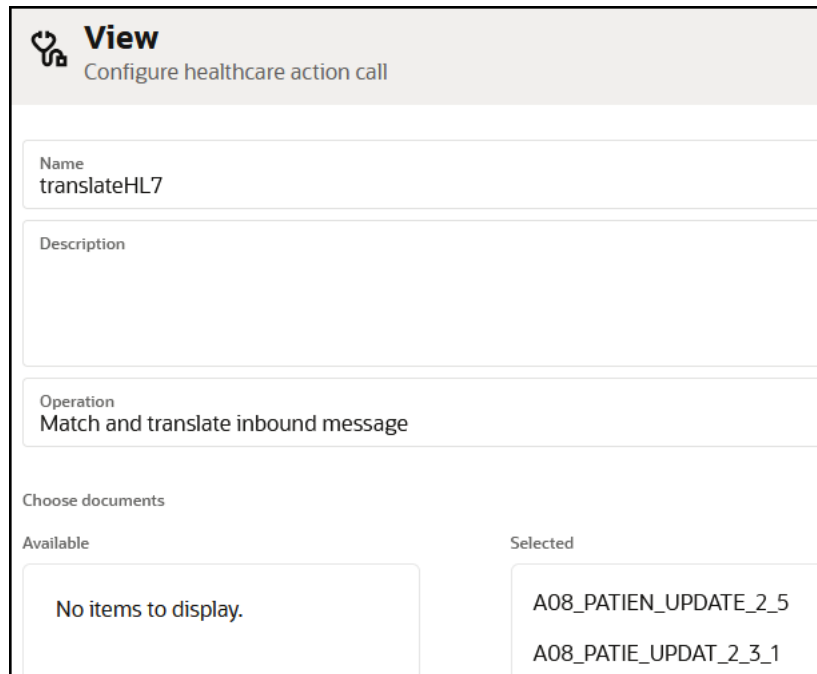 View
Configure healthcare action call
Name
translateHL7
Description
Operation
Match and translate inbound message
Choose documents
Available
Selected
No items to display.
A08_PATIEN_UPDATE_2_5
A08_PATIE_UPDAT_2_3_1